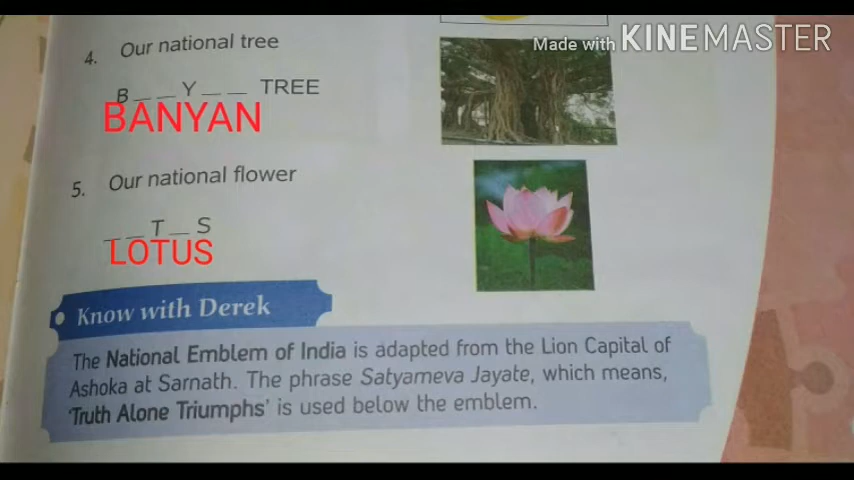 Made with KINEMASTER
4. Our national tree
B _ _ Y _ _ TREE
BANYAN
5. Our national flower
_ _ T _ S
LOTUS
Know with Derek
The National Emblem of India is adapted from the Lion Capital of
Ashoka at Sarnath. The phrase Satyameva Jayate, which means,
'Truth Alone Triumphs' is used below the emblem.